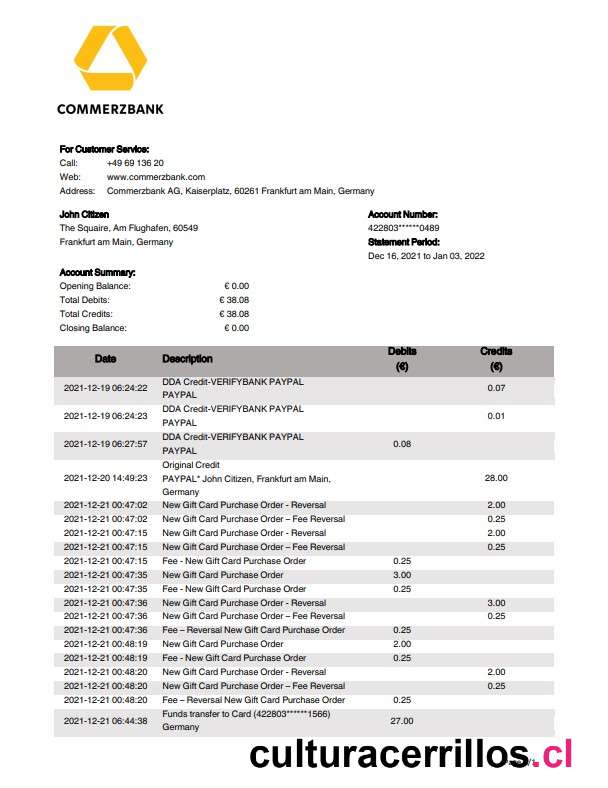 COMMERZBANK
For Customer Service:
Call: +49 69 136 20
Web: www.commerzbank.com
Address: Commerzbank AG, Kaiserplatz, 60261 Frankfurt am Main, Germany
John Citizen Account Number:
The Squaire, Am Flughafen, 60549 422803******0489
Frankfurt am Main, Germany Statement Period:
Dec 16, 2021 to Jan 03, 2022
Account Summary:
Opening Balance: € 0.00
Total Debits: € 38.08
Total Credits: € 38.08
Closing Balance: € 0.00
Date Description Debits (€) Credits (€)
2021-12-19 06:24:22 DDA Credit-VERIFYBANK PAYPAL 0.07
PAYPAL
2021-12-19 06:24:23 DDA Credit-VERIFYBANK PAYPAL 0.01
PAYPAL
2021-12-19 06:27:57 DDA Credit-VERIFYBANK PAYPAL 0.08
PAYPAL
Original Credit
2021-12-20 14:49:23 PAYPAL* John Citizen, Frankfurt am Main, 28.00
Germany
2021-12-21 00:47:02 New Gift Card Purchase Order - Reversal 2.00
2021-12-21 00:47:02 New Gift Card Purchase Order – Fee Reversal 0.25
2021-12-21 00:47:15 New Gift Card Purchase Order - Reversal 2.00
2021-12-21 00:47:15 New Gift Card Purchase Order – Fee Reversal 0.25
2021-12-21 00:47:15 Fee - New Gift Card Purchase Order 0.25
2021-12-21 00:47:35 New Gift Card Purchase Order 3.00
2021-12-21 00:47:35 Fee - New Gift Card Purchase Order 0.25
2021-12-21 00:47:36 New Gift Card Purchase Order - Reversal 3.00
2021-12-21 00:47:36 New Gift Card Purchase Order – Fee Reversal 0.25
2021-12-21 00:47:36 Fee – Reversal New Gift Card Purchase Order 0.25
2021-12-21 00:48:19 New Gift Card Purchase Order 2.00
2021-12-21 00:48:19 Fee - New Gift Card Purchase Order 0.25
2021-12-21 00:48:20 New Gift Card Purchase Order - Reversal 2.00
2021-12-21 00:48:20 New Gift Card Purchase Order – Fee Reversal 0.25
2021-12-21 00:48:20 Fee – Reversal New Gift Card Purchase Order 0.25
2021-12-21 06:44:38 Funds transfer to Card (422803******1566) 27.00
Germany
culturacerrillos.cl